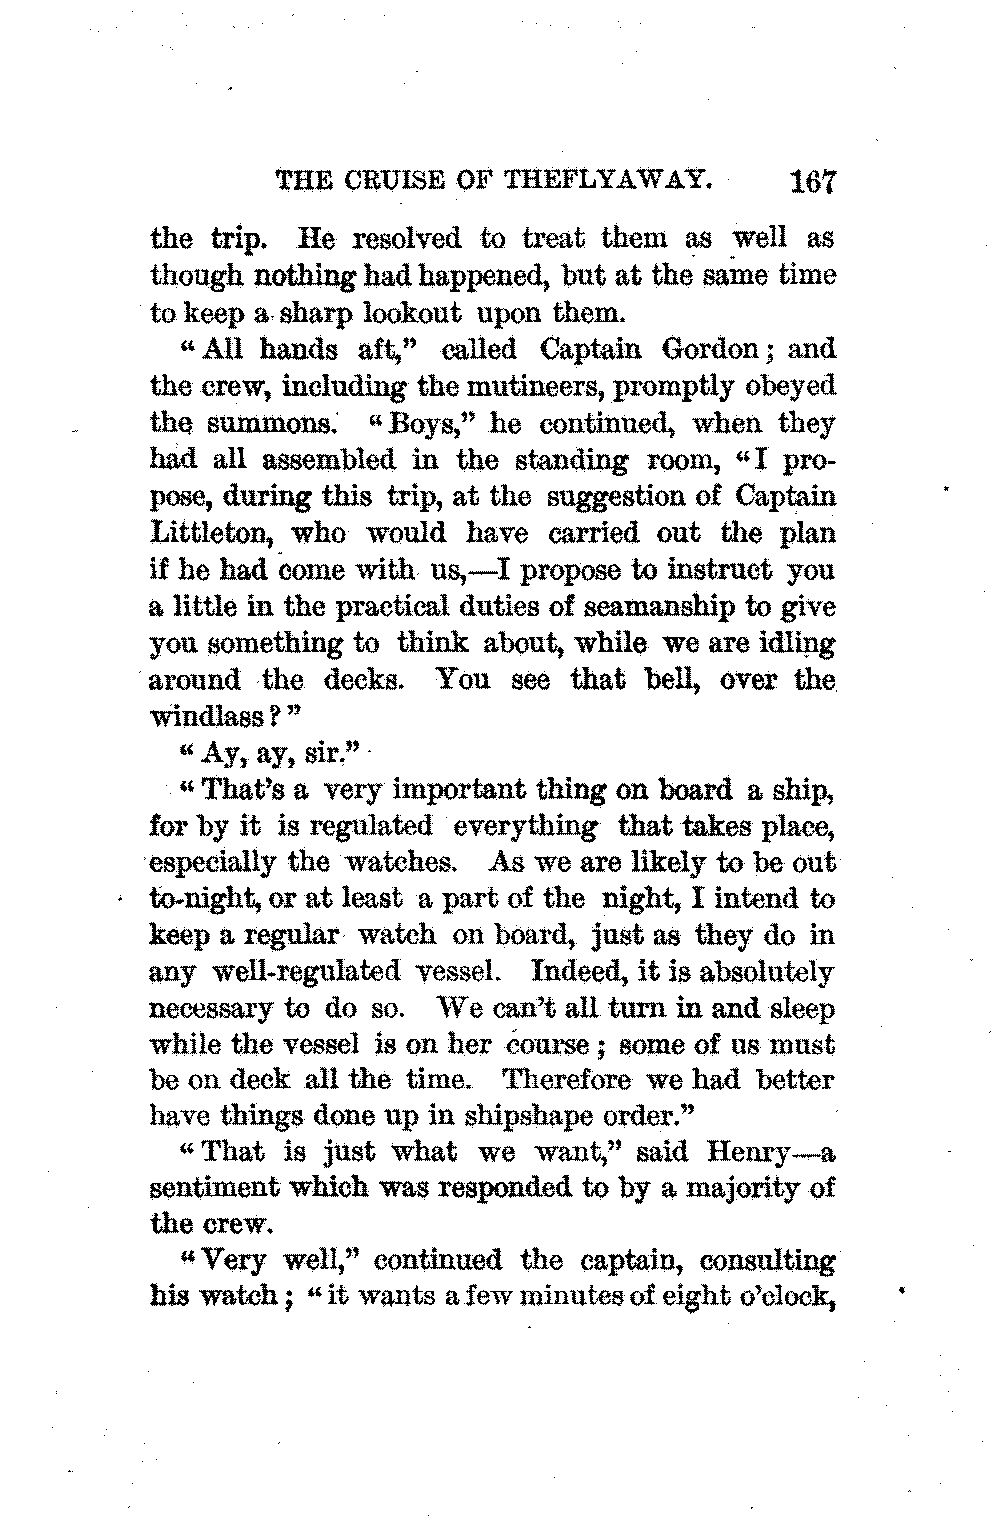 THE CRUISE OF THEFLYAWAY. 167
the trip. He resolved to treat them as well as
though nothing had happened, but at the same time
to keep a sharp lookout upon them.
“All hands aft,” called Captain Gordon; and
the crew, including the mutineers, promptly obeyed
the summons. “Boys,” he continued, when they
had all assembled in the standing room, “I pro-
pose, during this trip, at the suggestion of Captain
Littleton, who would have carried out the plan
if he had come with us,—I propose to instruct you
a little in the practical duties of seamanship to give
you something to think about, while we are idling
around the decks. You see that bell, over the
windlass?”
“Ay, ay, sir.”
“That’s a very important thing on board a ship,
for by it is regulated everything that takes place,
especially the watches. As we are likely to be out
to-night, or at least a part of the night, I intend to
keep a regular watch on board, just as they do in
any well-regulated vessel. Indeed, it is absolutely
necessary to do so. We can’t all turn in and sleep
while the vessel is on her course; some of us must
be on deck all the time. Therefore we had better
have things done up in shipshape order.”
“That is just what we want,” said Henry—a
sentiment which was responded to by a majority of
the crew.
“Very well,” continued the captain, consulting
his watch; “it wants a few minutes of eight o’clock,